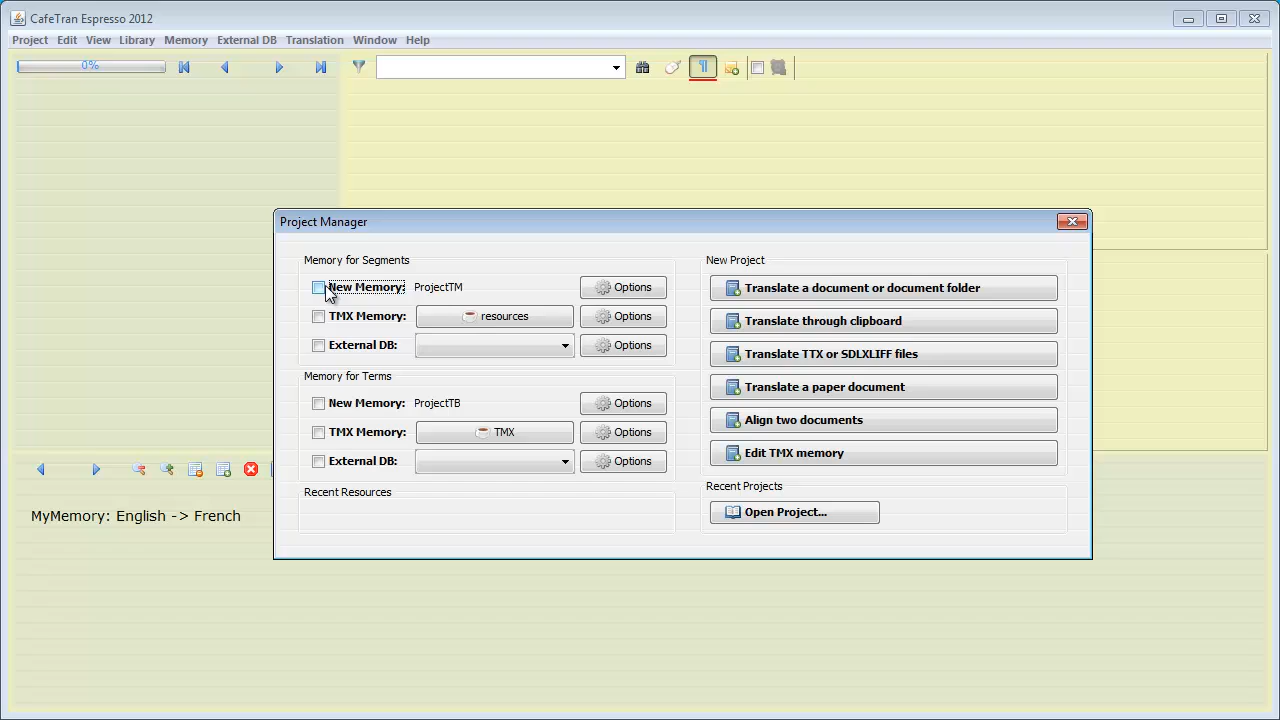 CafeTran Espresso 2012
Project Edit View Library Memory External DB Translation Window Help
0%
Project Manager
Memory for Segments
New Memory: ProjectTM Options
TMX Memory: resources Options
External DB: Options
Memory for Terms
New Memory: ProjectTB Options
TMX Memory: TMX Options
External DB: Options
Recent Resources
New Project
Translate a document or document folder
Translate through clipboard
Translate TTX or SDLXLIFF files
Translate a paper document
Align two documents
Edit TMX memory
Recent Projects
Open Project...
MyMemory: English -> French